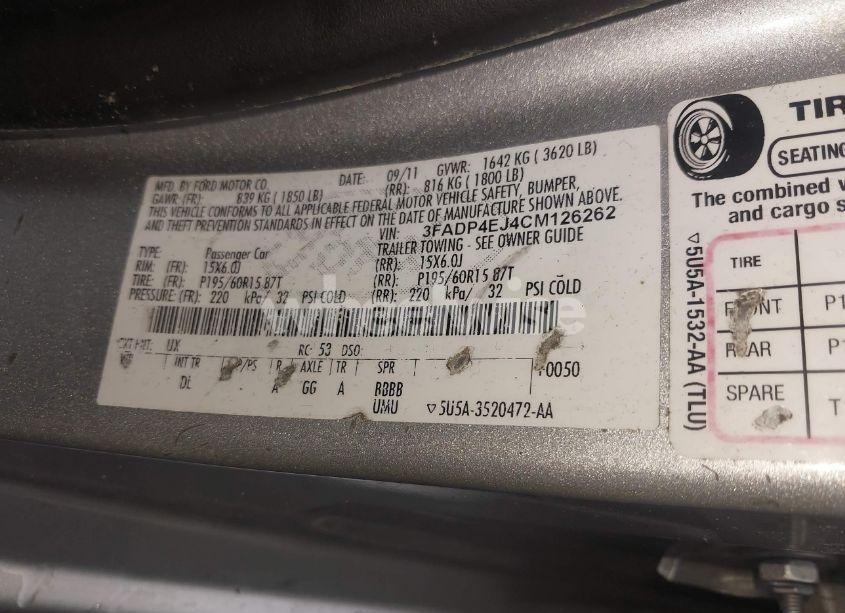 MFD. BY FORD MOTOR CO. DATE: 09/11 GVWR: 1642 KG ( 3620 LB)
GAWR: (FR): 839 KG ( 1850 LB) (RR): 816 KG ( 1800 LB)
THIS VEHICLE CONFORMS TO ALL APPLICABLE FEDERAL MOTOR VEHICLE SAFETY, BUMPER,
AND THEFT PREVENTION STANDARDS IN EFFECT ON THE DATE OF MANUFACTURE SHOWN ABOVE.
VIN: 3FADP4EJ4CM126262
TYPE: Passenger Car TRAILER TOWING - SEE OWNER GUIDE
RIM: (FR): 15X6.0J (RR): 15X6.0J
TIRE: (FR): P195/60R15 87T (RR): P195/60R15 87T
PRESSURE: (FR): 220 kPa/ 32 PSI COLD (RR): 220 kPa/ 32 PSI COLD
UX RC: 53 DSO:
INT TR /PS R AXLE TR SPR
DL A GG A BBBB 0050
UMU ▽5U5A-3520472-AA
TIR
SEATING
The combined
and cargo s
TIRE
P1
REAR P1
SPARE T
▽5U5A-1532-AA (TLU)